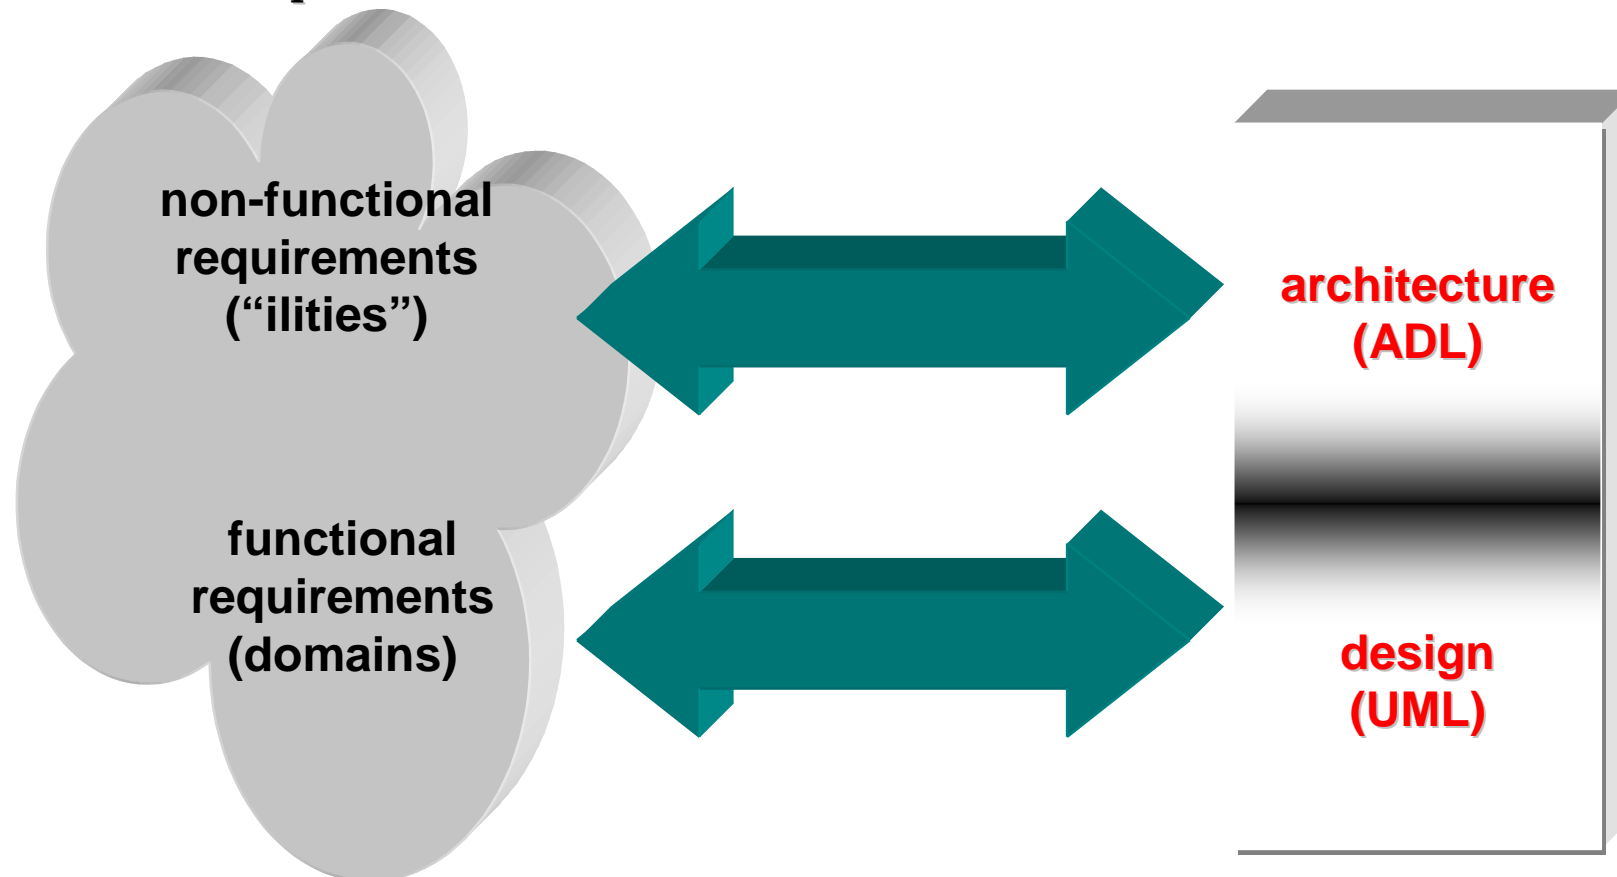 non-functional
requirements
(“ilities”)
architecture
(ADL)
functional
requirements
(domains)
design
(UML)